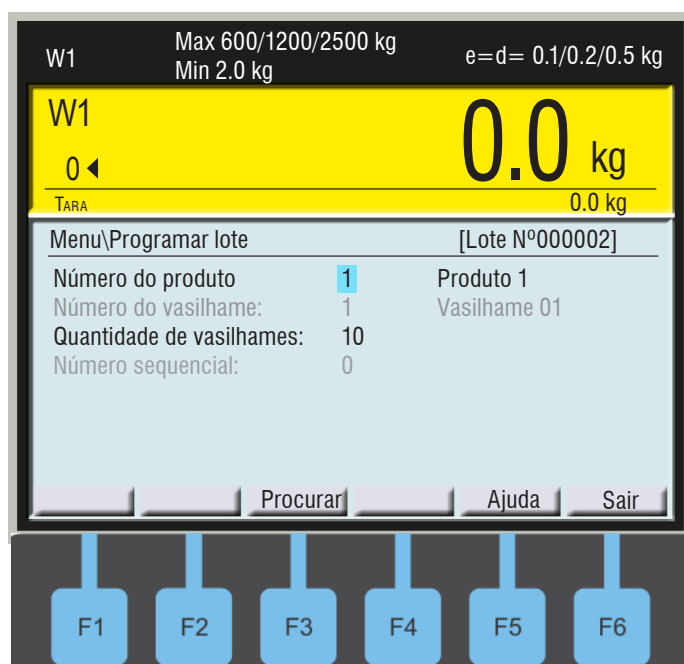 W1 Max 600/1200/2500 kg e=d= 0.1/0.2/0.5 kg
Min 2.0 kg
W1 0.0 kg
0
TARA 0.0 kg
Menu\Programar lote [Lote Nº000002]
Número do produto 1 Produto 1
Número do vasilhame: 1 Vasilhame 01
Quantidade de vasilhames: 10
Número sequencial: 0
Procurar Ajuda Sair
F1 F2 F3 F4 F5 F6